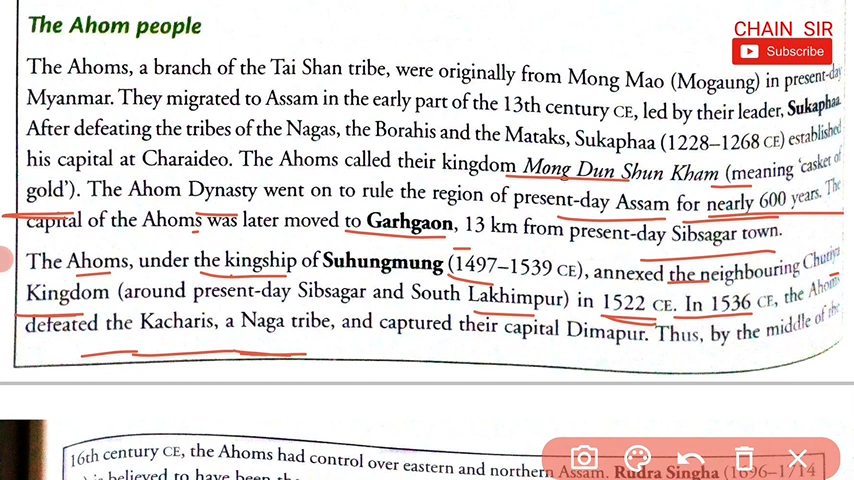 The Ahom people
CHAIN SIR
Subscribe
The Ahoms, a branch of the Tai Shan tribe, were originally from Mong Mao (Mogaung) in present-day
Myanmar. They migrated to Assam in the early part of the 13th century CE, led by their leader, Sukaphaa.
After defeating the tribes of the Nagas, the Borahis and the Mataks, Sukaphaa (1228–1268 CE) established
his capital at Charaideo. The Ahoms called their kingdom Mong Dun Shun Kham (meaning 'casket of
gold'). The Ahom Dynasty went on to rule the region of present-day Assam for nearly 600 years. The
capital of the Ahoms was later moved to Garhgaon, 13 km from present-day Sibsagar town.
The Ahoms, under the kingship of Suhungmung (1497–1539 CE), annexed the neighbouring Chutiya
Kingdom (around present-day Sibsagar and South Lakhimpur) in 1522 CE. In 1536 CE, the Ahoms
defeated the Kacharis, a Naga tribe, and captured their capital Dimapur. Thus, by the middle of the
16th century CE, the Ahoms had control over eastern and northern Assam. Rudra Singha (1696–1714
is believed to have been the